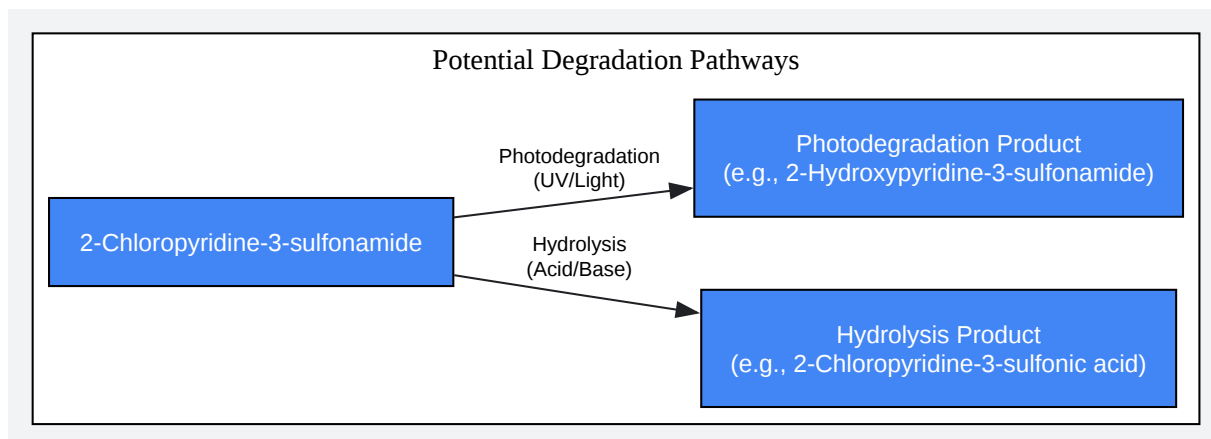 Potential Degradation Pathways
2-Chloropyridine-3-sulfonamide
Photodegradation
(UV/Light)
Photodegradation Product
(e.g., 2-Hydroxypyridine-3-sulfonamide)
Hydrolysis
(Acid/Base)
Hydrolysis Product
(e.g., 2-Chloropyridine-3-sulfonic acid)